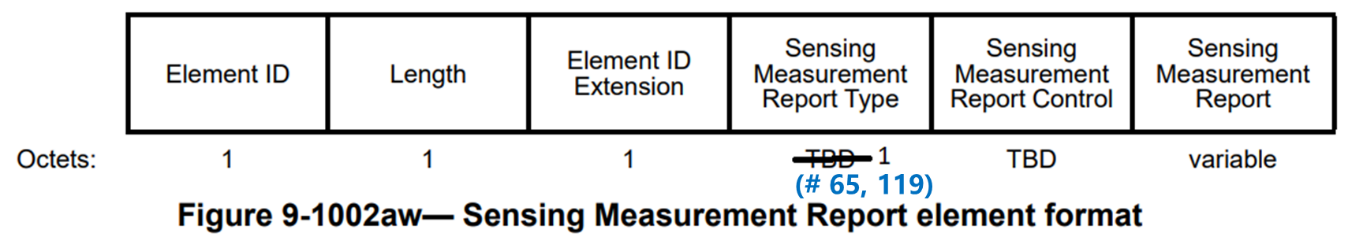 Element ID
Length
Element ID
Extension
Sensing
Measurement
Report Type
Sensing
Measurement
Report Control
Sensing
Measurement
Report
Octets: 1 1 1 TBD 1 TBD variable
(# 65, 119)
Figure 9-1002aw— Sensing Measurement Report element format